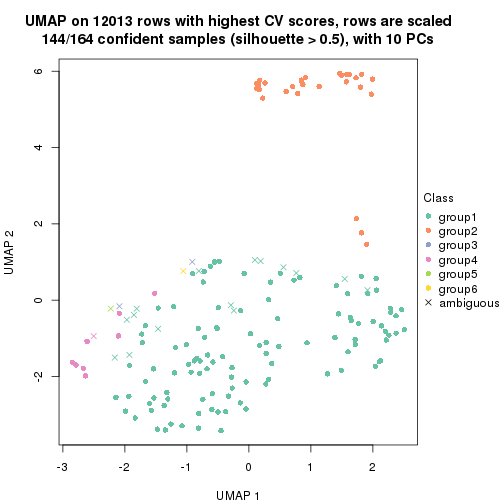 UMAP on 12013 rows with highest CV scores, rows are scaled
144/164 confident samples (silhouette > 0.5), with 10 PCs
6
4
2
0
-2
UMAP 2
-3
-2
-1
0
1
2
UMAP 1
Class
group1
group2
group3
group4
group5
group6
ambiguous